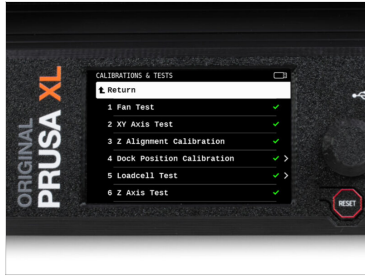 ORIGINAL
PRUSA XL
CALIBRATIONS & TESTS
Return
1 Fan Test
2 XY Axis Test
3 Z Alignment Calibration
4 Dock Position Calibration
5 Loadcell Test
6 Z Axis Test
RESET